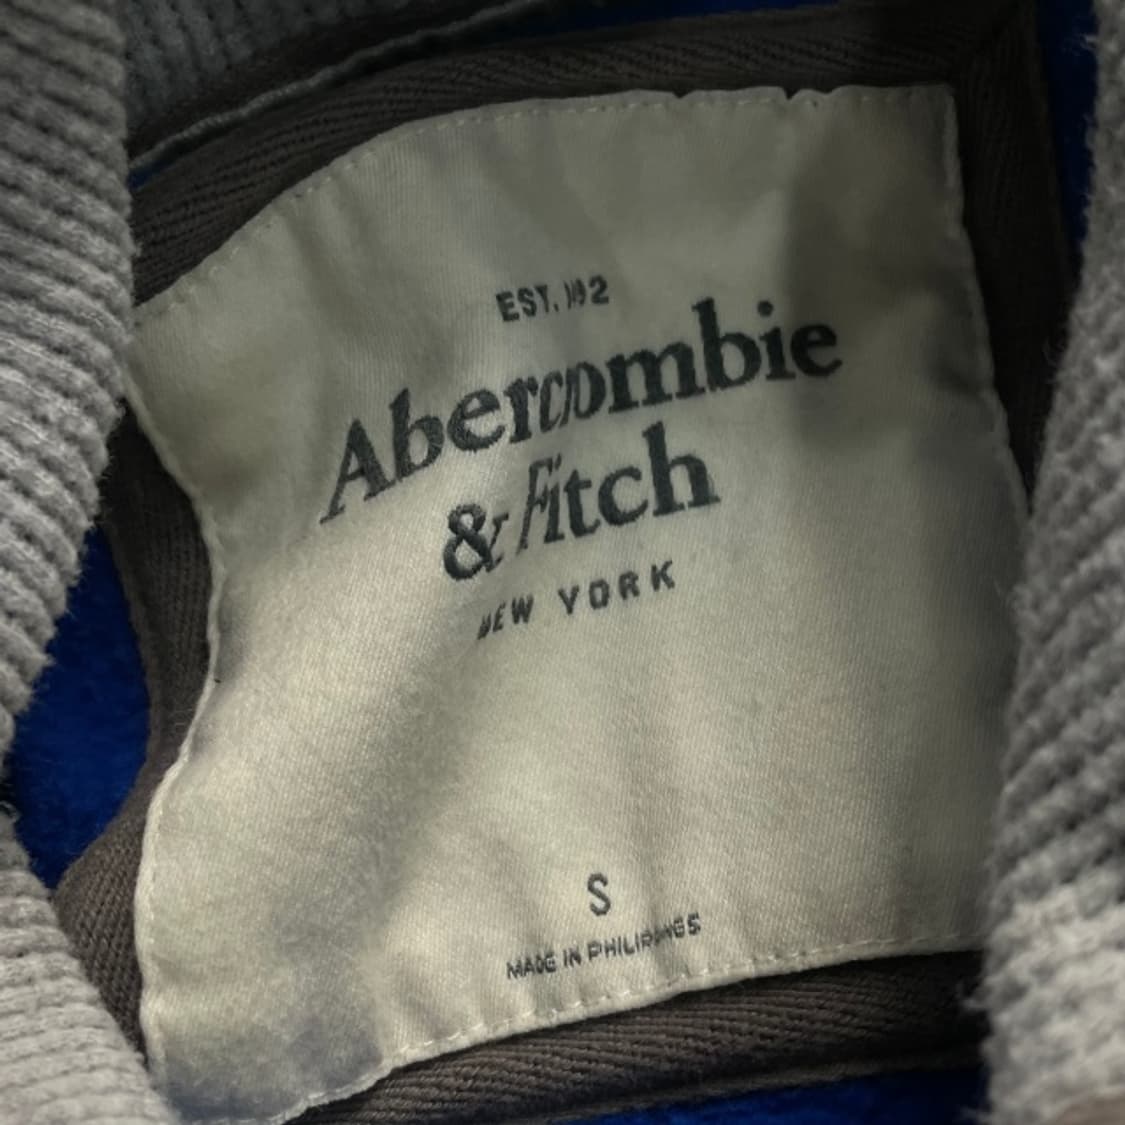 EST. 1892
Abercrombie
& Fitch
NEW YORK
S
MADE IN PHILIPPINES